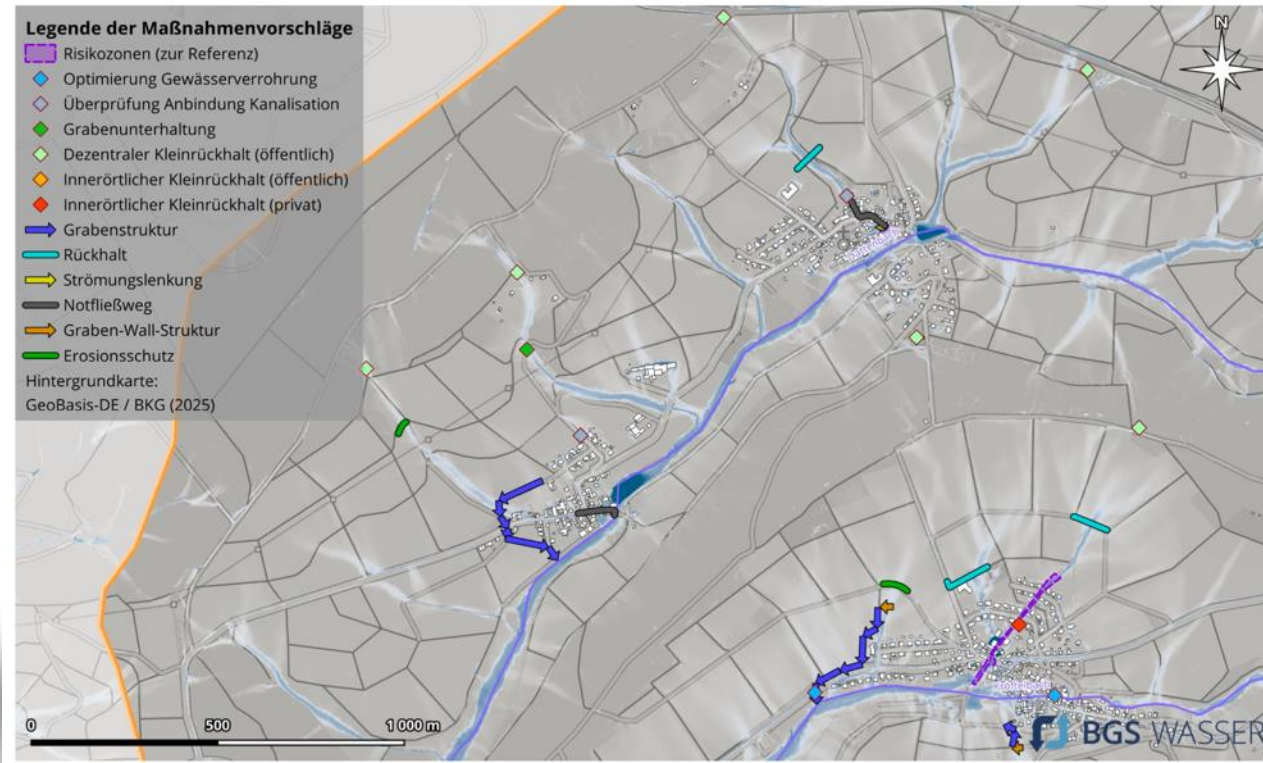 Legende der Maßnahmenvorschläge
Risikozonen (zur Referenz)
Optimierung Gewässerverrohrung
Überprüfung Anbindung Kanalisation
Grabenunterhaltung
Dezentraler Kleinrückhalt (öffentlich)
Innerörtlicher Kleinrückhalt (öffentlich)
Innerörtlicher Kleinrückhalt (privat)
Grabenstruktur
Rückhalt
Strömungslenkung
Notfließweg
Graben-Wall-Struktur
Erosionsschutz
Hintergrundkarte:
GeoBasis-DE / BKG (2025)
N
0 500 1 000 m
BGS WASSER